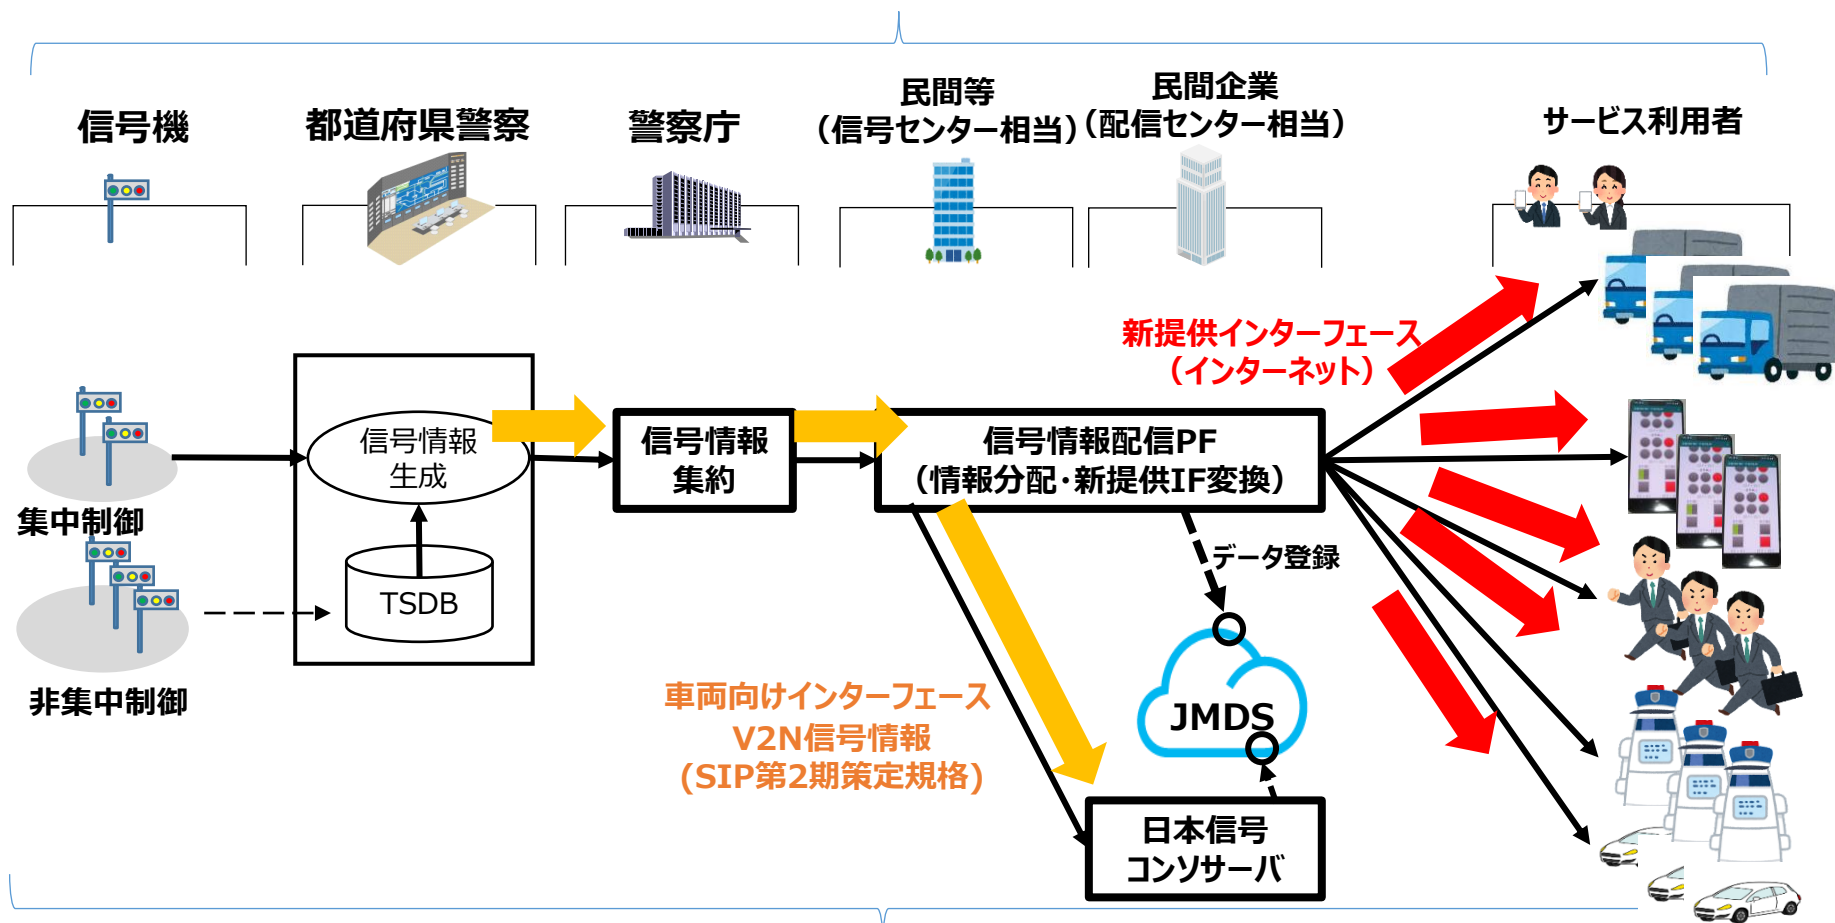 信号機
都道府県警察
警察庁
民間等
（信号センター相当）
民間企業
（配信センター相当）
サービス利用者
新提供インターフェース
（インターネット）
集中制御
非集中制御
信号情報
生成
TSDB
信号情報
集約
信号情報配信PF
（情報分配・新提供IF変換）
データ登録
JMDS
車両向けインターフェース
V2N信号情報
(SIP第2期策定規格)
日本信号
コンソサーバ